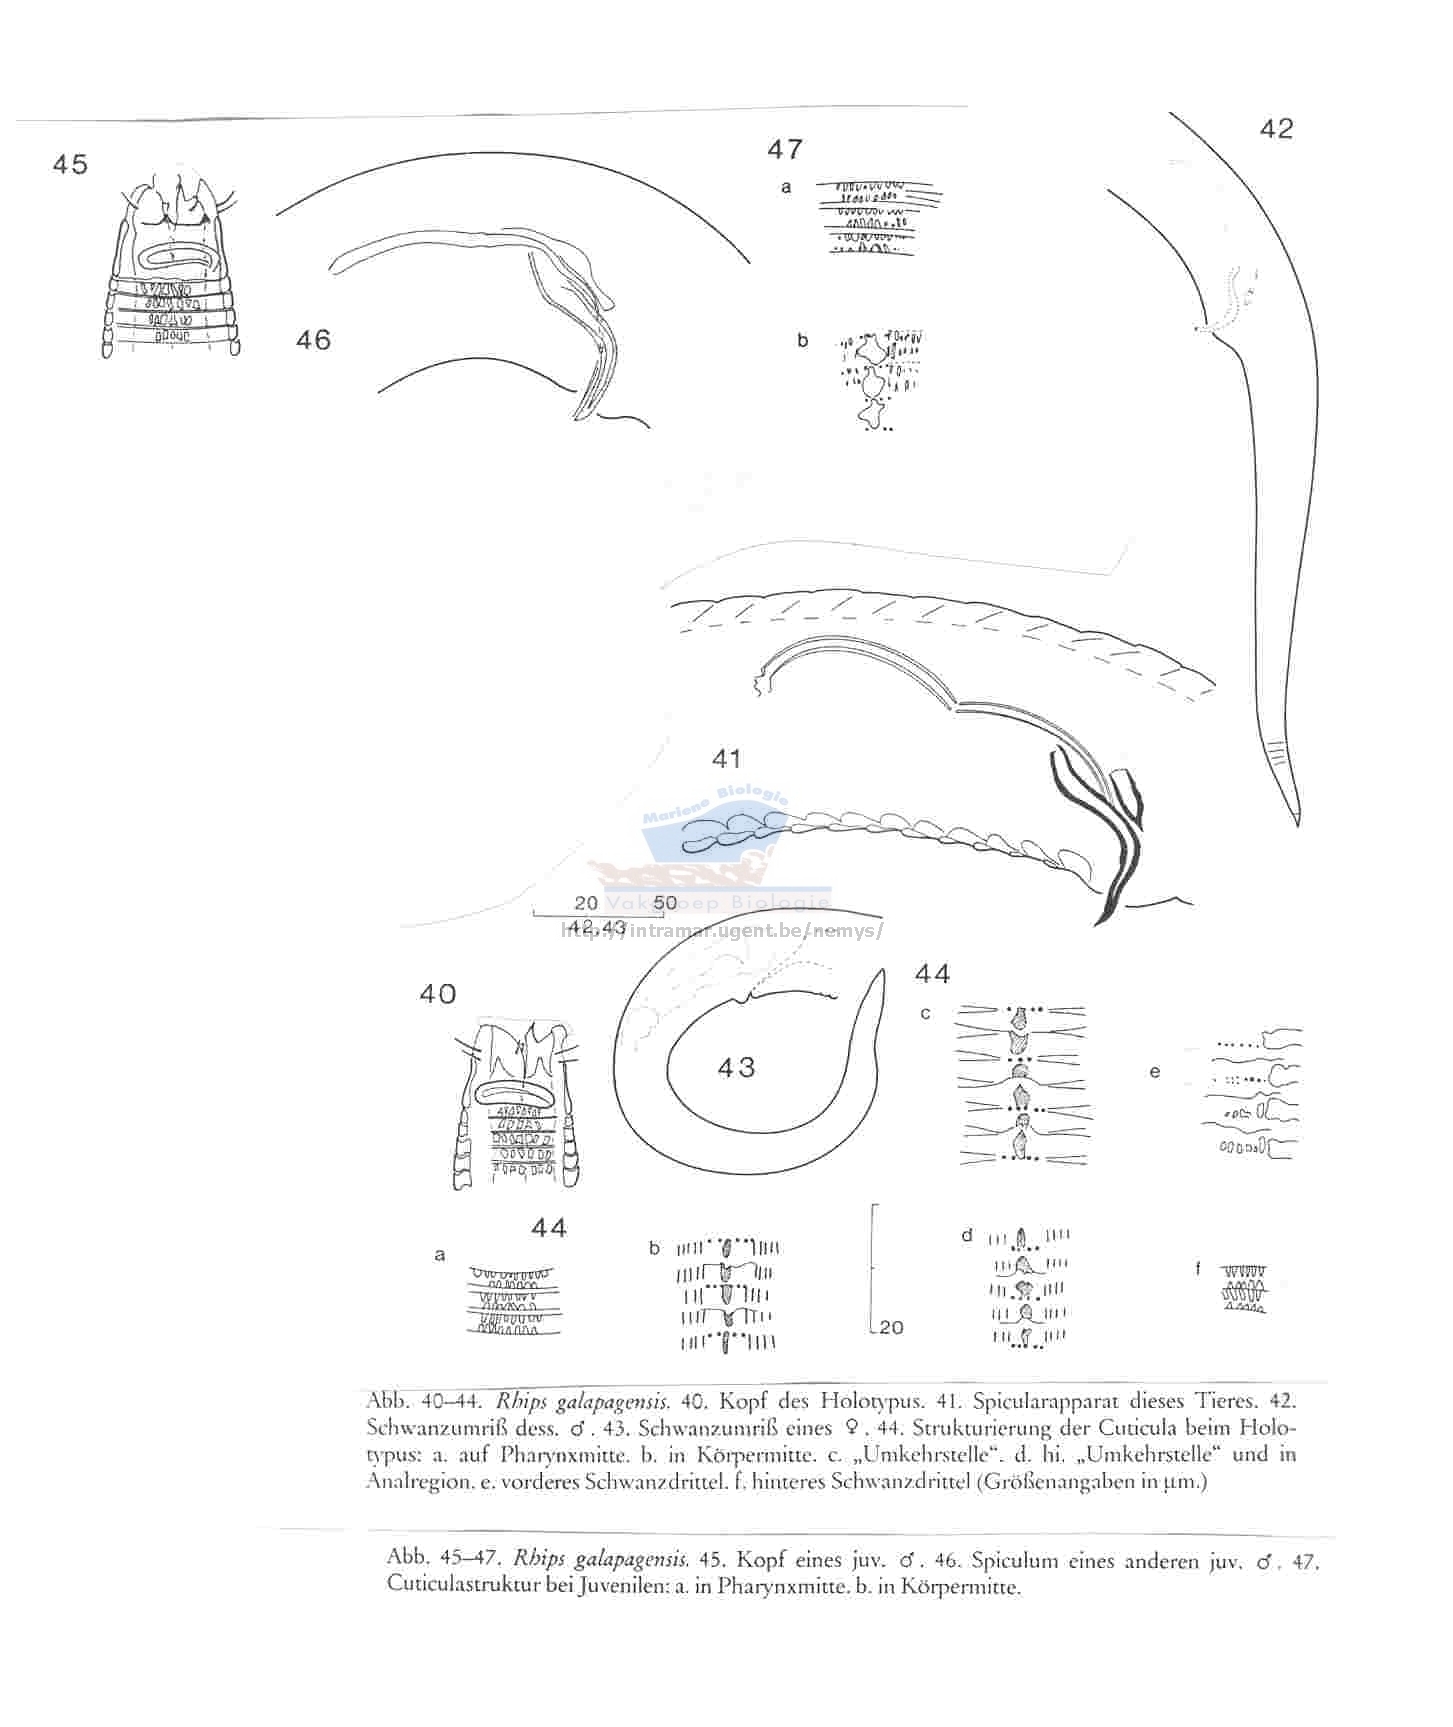 45
47
42
a
46
b
41
Mariene Biologie
20 50
Vakgroep Biologie
42,43
http://intramar.ugent.be/nemys/
40
44
c
43
e
44
a
b
d
f
20
Abb. 40–44. Rhips galapagensis. 40. Kopf des Holotypus. 41. Spicularapparat dieses Tieres. 42.
Schwanzumriß dess. ♂. 43. Schwanzumriß eines ♀. 44. Strukturierung der Cuticula beim Holo-
typus: a. auf Pharynxmitte. b. in Körpermitte. c. „Umkehrstelle“. d. hi. „Umkehrstelle“ und in
Analregion. e. vorderes Schwanzdrittel. f. hinteres Schwanzdrittel (Größenangaben in µm.)
Abb. 45–47. Rhips galapagensis. 45. Kopf eines juv. ♂. 46. Spiculum eines anderen juv. ♂. 47.
Cuticulastruktur bei Juvenilen: a. in Pharynxmitte. b. in Körpermitte.